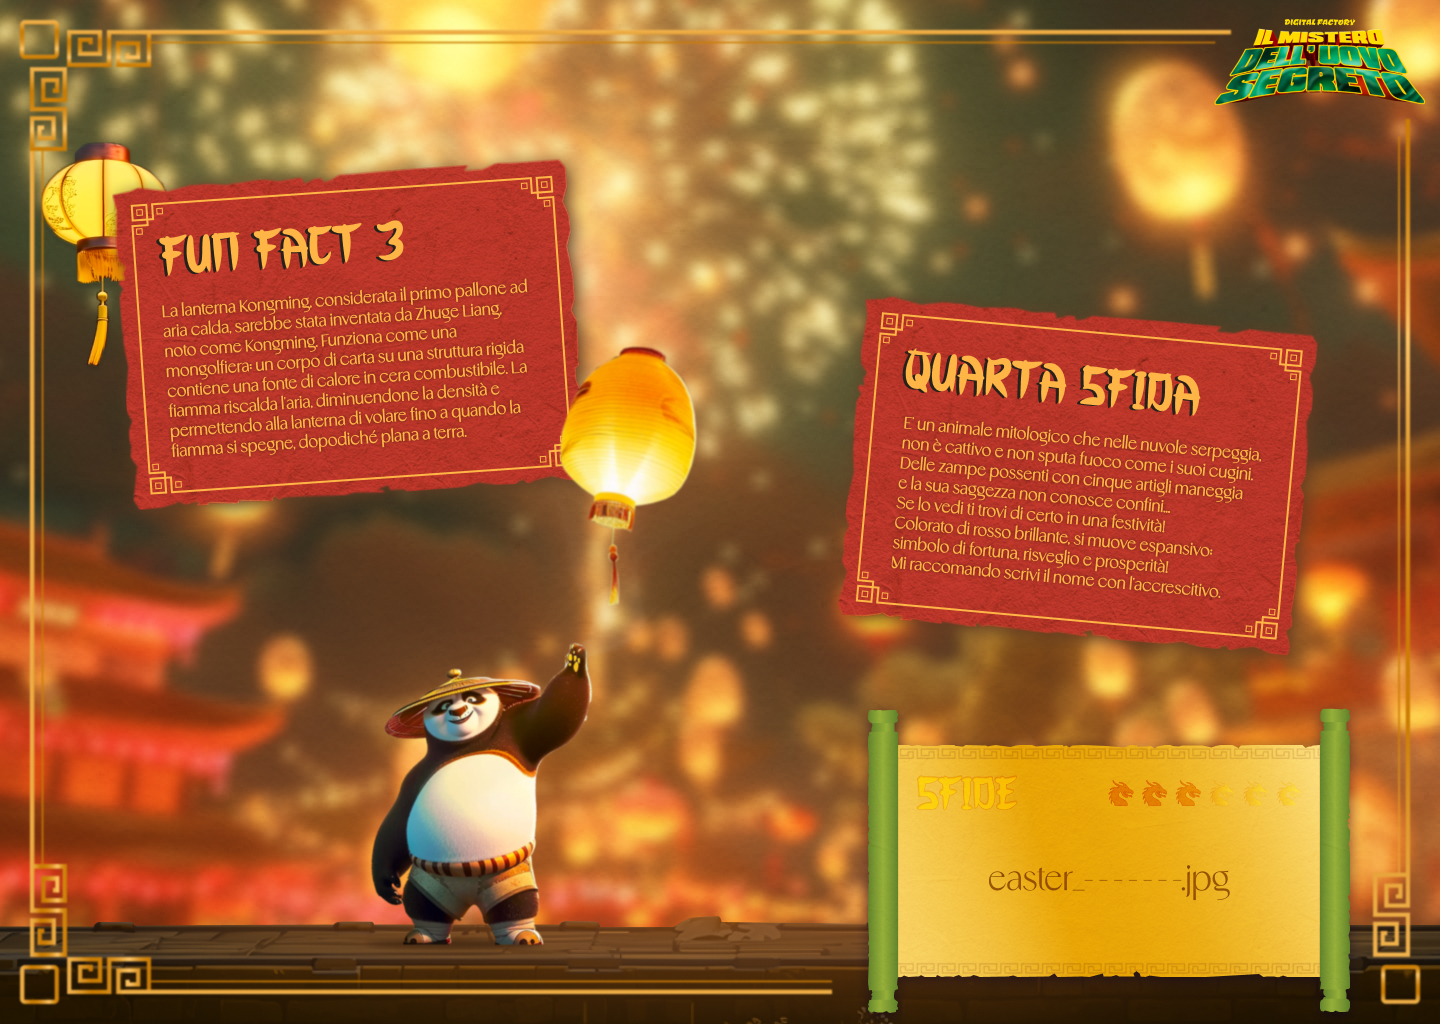 DIGITAL FACTORY
IL MISTERO
DELL'UOVO
SEGRETO
FUN FACT 3
La lanterna Kongming, considerata il primo pallone ad
aria calda, sarebbe stata inventata da Zhuge Liang,
noto come Kongming. Funziona come una
mongolfiera: un corpo di carta su una struttura rigida
contiene una fonte di calore in cera combustibile. La
fiamma riscalda l'aria, diminuendone la densità e
permettendo alla lanterna di volare fino a quando la
fiamma si spegne, dopodiché plana a terra.
QUARTA SFIDA
E' un animale mitologico che nelle nuvole serpeggia,
non è cattivo e non sputa fuoco come i suoi cugini.
Delle zampe possenti con cinque artigli maneggia
e la sua saggezza non conosce confini...
Se lo vedi ti trovi di certo in una festività!
Colorato di rosso brillante, si muove espansivo:
simbolo di fortuna, risveglio e prosperità!
Mi raccomando scrivi il nome con l'accrescitivo.
SFIDE
easter_-------.jpg